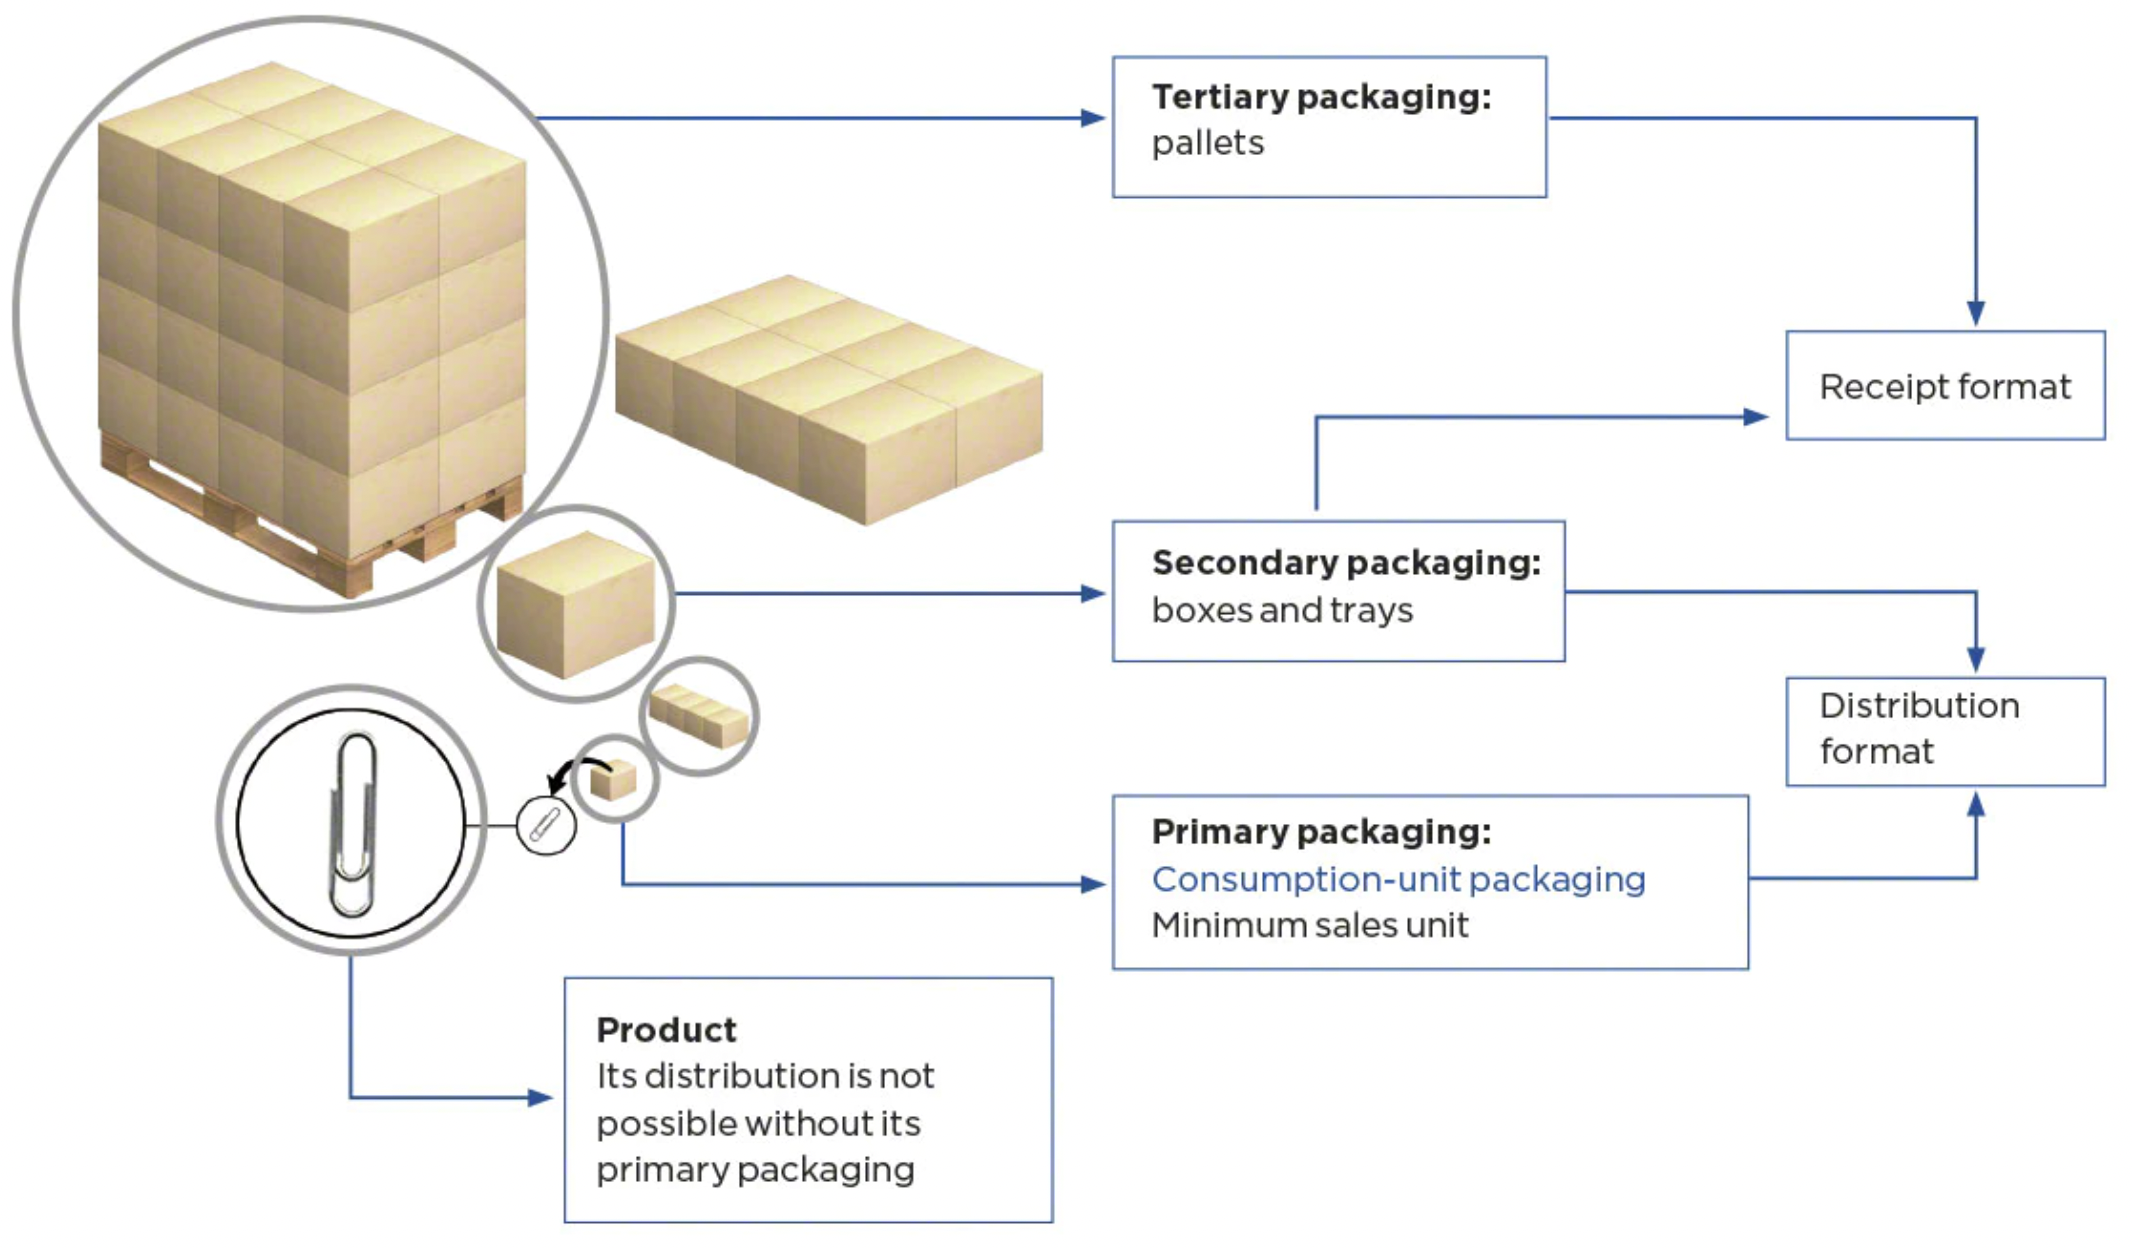 Tertiary packaging:
pallets
Receipt format
Secondary packaging:
boxes and trays
Distribution
format
Primary packaging:
Consumption-unit packaging
Minimum sales unit
Product
Its distribution is not
possible without its
primary packaging